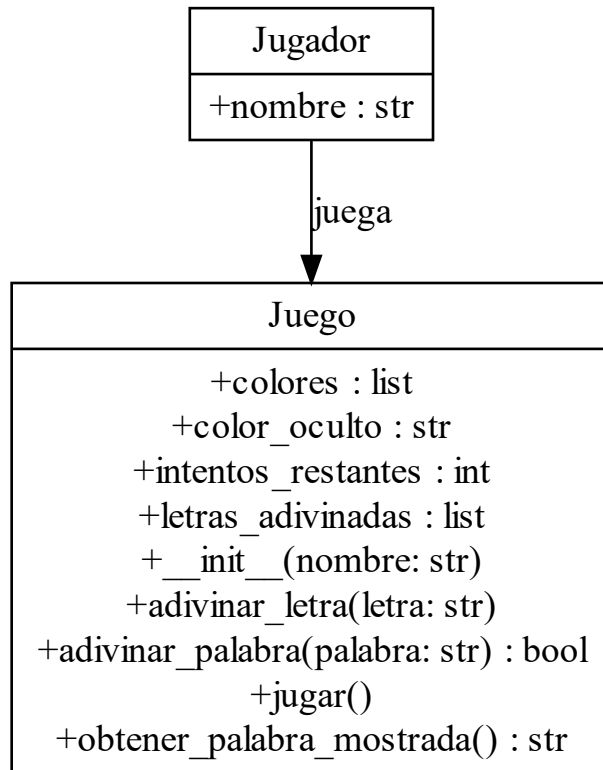 Jugador
+nombre : str
juega
Juego
+colores : list
+color_oculto : str
+intentos_restantes : int
+letras_adivinadas : list
+__init__(nombre: str)
+adivinar_letra(letra: str)
+adivinar_palabra(palabra: str) : bool
+jugar()
+obtener_palabra_mostrada() : str